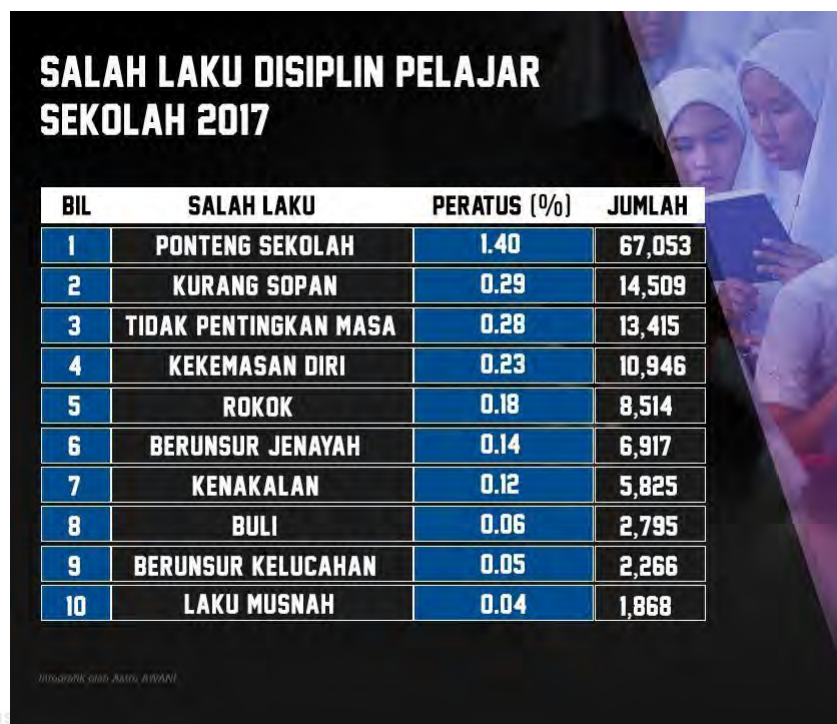 SALAH LAKU DISIPLIN PELAJAR
SEKOLAH 2017
BIL SALAH LAKU PERATUS (%) JUMLAH
1 PONTENG SEKOLAH 1.40 67,053
2 KURANG SOPAN 0.29 14,509
3 TIDAK PENTINGKAN MASA 0.28 13,415
4 KEKEMASAN DIRI 0.23 10,946
5 ROKOK 0.18 8,514
6 BERUNSUR JENAYAH 0.14 6,917
7 KENAKALAN 0.12 5,825
8 BULI 0.06 2,795
9 BERUNSUR KELUCAHAN 0.05 2,266
10 LAKU MUSNAH 0.04 1,868
Infografik oleh Astro AWANI